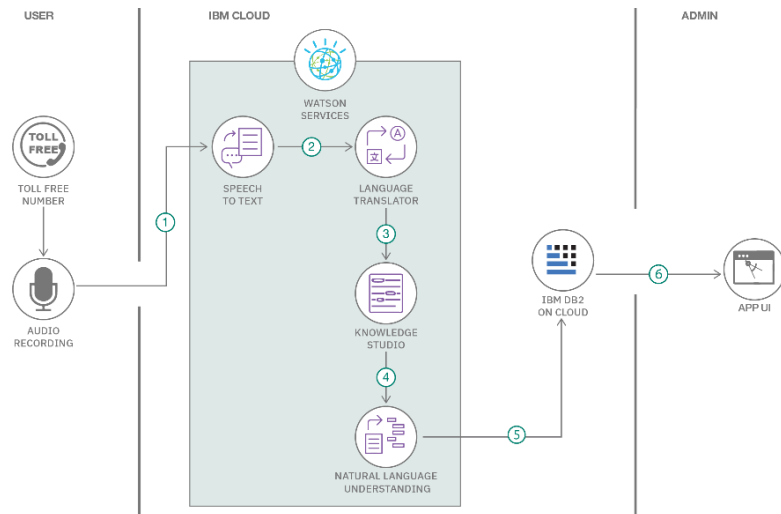 USER
IBM CLOUD
ADMIN
WATSON
SERVICES
TOLL
FREE
TOLL FREE
NUMBER
1
SPEECH
TO TEXT
2
A
文
LANGUAGE
TRANSLATOR
3
AUDIO
RECORDING
KNOWLEDGE
STUDIO
4
NATURAL LANGUAGE
UNDERSTANDING
5
IBM DB2
ON CLOUD
6
APP UI